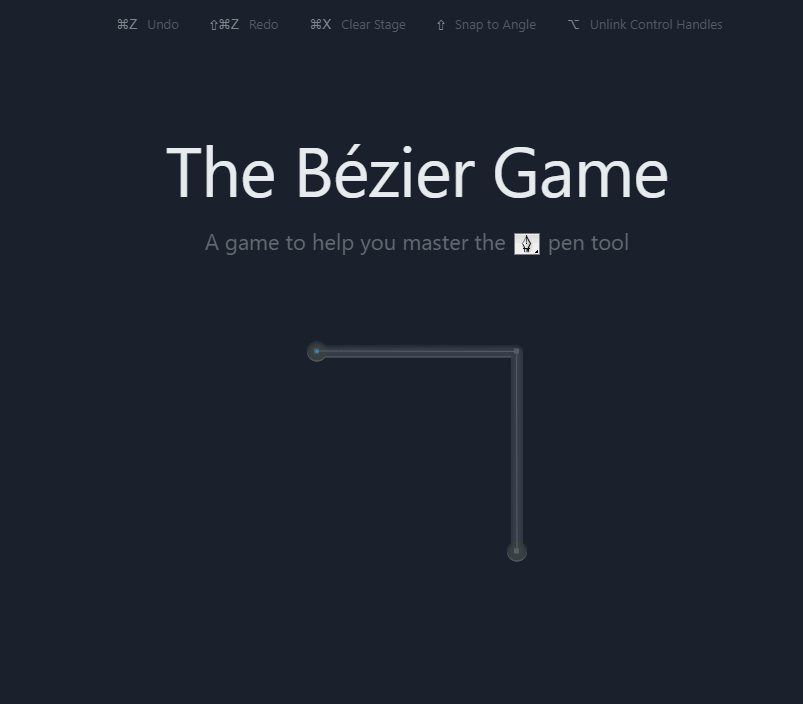 ⌘Z Undo ⇧⌘Z Redo ⌘X Clear Stage ⇧ Snap to Angle ⌥ Unlink Control Handles
The Bézier Game
A game to help you master the pen tool